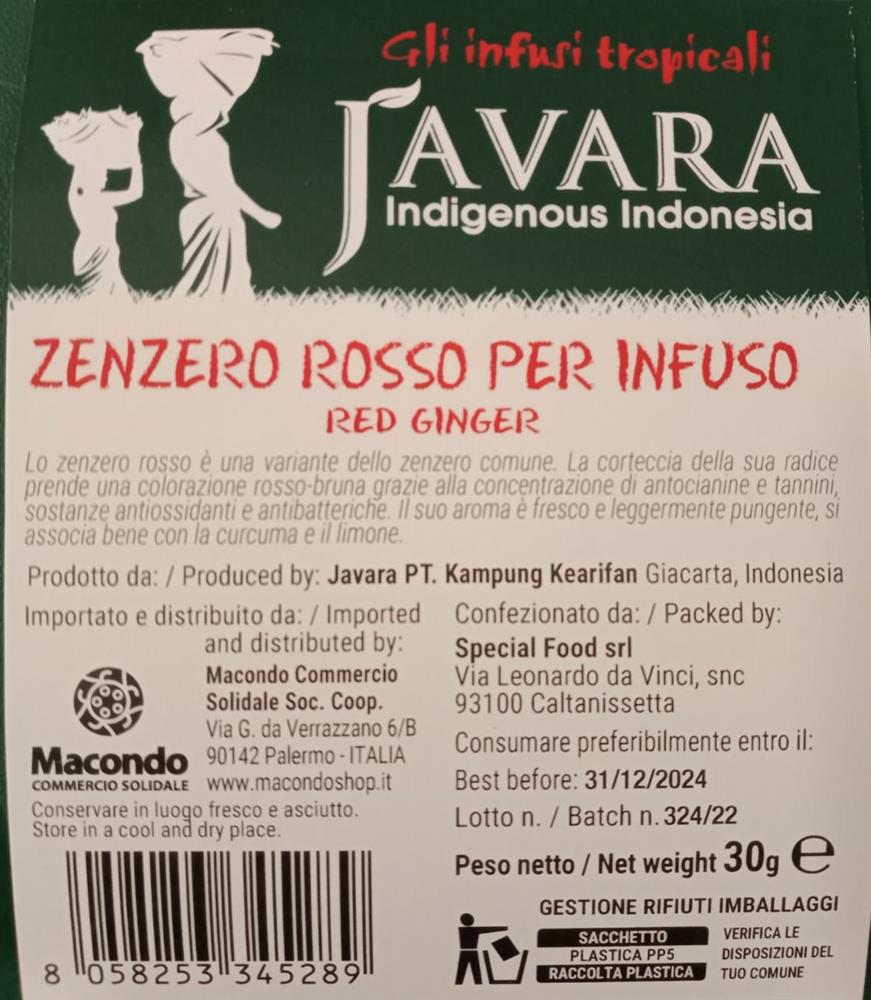 Gli infusi tropicali
JAVARA
Indigenous Indonesia
ZENZERO ROSSO PER INFUSO
RED GINGER
Lo zenzero rosso è una variante dello zenzero comune. La corteccia della sua radice
prende una colorazione rosso-bruna grazie alla concentrazione di antocianine e tannini,
sostanze antiossidanti e antibatteriche. Il suo aroma è fresco e leggermente pungente, si
associa bene con la curcuma e il limone.
Prodotto da: / Produced by: Javara PT. Kampung Kearifan Giacarta, Indonesia
Importato e distribuito da: / Imported
and distributed by:
Macondo Commercio
Solidale Soc. Coop.
Via G. da Verrazzano 6/B
90142 Palermo - ITALIA
www.macondoshop.it
Macondo
COMMERCIO SOLIDALE
Conservare in luogo fresco e asciutto.
Store in a cool and dry place.
8 058253 345289
Confezionato da: / Packed by:
Special Food srl
Via Leonardo da Vinci, snc
93100 Caltanissetta
Consumare preferibilmente entro il:
Best before: 31/12/2024
Lotto n. / Batch n. 324/22
Peso netto / Net weight 30g e
GESTIONE RIFIUTI IMBALLAGGI
SACCHETTO
PLASTICA PP5
RACCOLTA PLASTICA
VERIFICA LE
DISPOSIZIONI DEL
TUO COMUNE